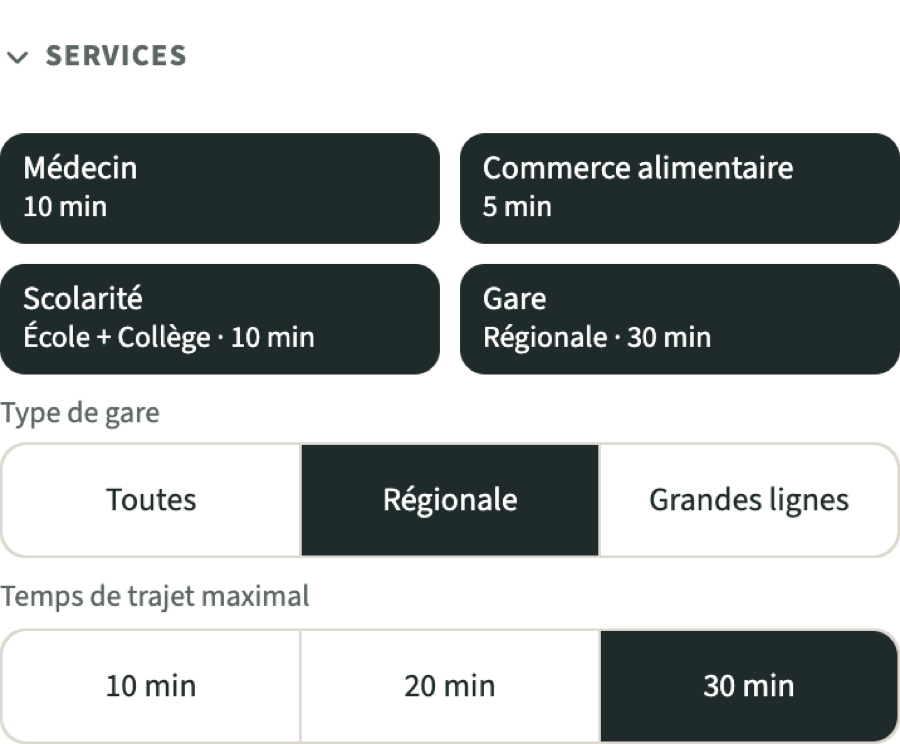 SERVICES
Médecin
10 min
Commerce alimentaire
5 min
Scolarité
École + Collège · 10 min
Gare
Régionale · 30 min
Type de gare
Toutes
Régionale
Grandes lignes
Temps de trajet maximal
10 min
20 min
30 min